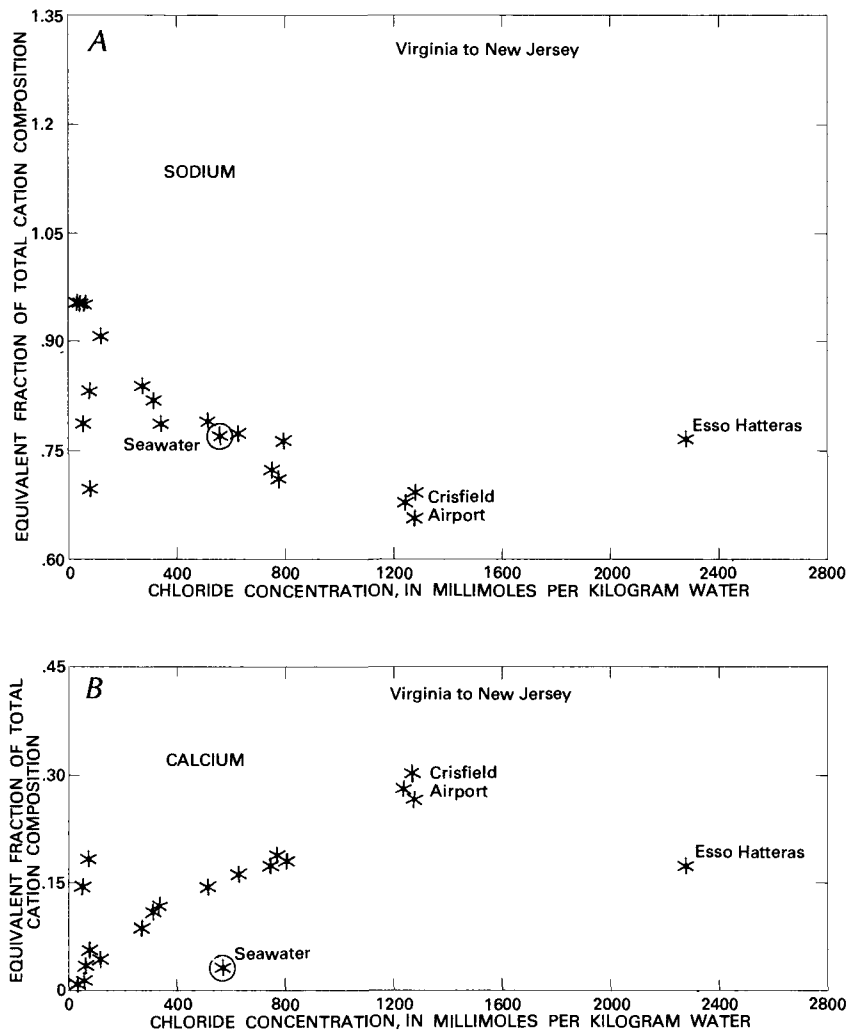 A
Virginia to New Jersey
SODIUM
EQUIVALENT FRACTION OF TOTAL CATION COMPOSITION
1.35
1.2
1.05
.90
.75
.60
Seawater
Esso Hatteras
Crisfield
Airport
0 400 800 1200 1600 2000 2400 2800
CHLORIDE CONCENTRATION, IN MILLIMOLES PER KILOGRAM WATER
B
Virginia to New Jersey
CALCIUM
EQUIVALENT FRACTION OF TOTAL
CATION COMPOSITION
.45
.30
.15
0
Crisfield
Airport
Esso Hatteras
Seawater
0 400 800 1200 1600 2000 2400 2800
CHLORIDE CONCENTRATION, IN MILLIMOLES PER KILOGRAM WATER